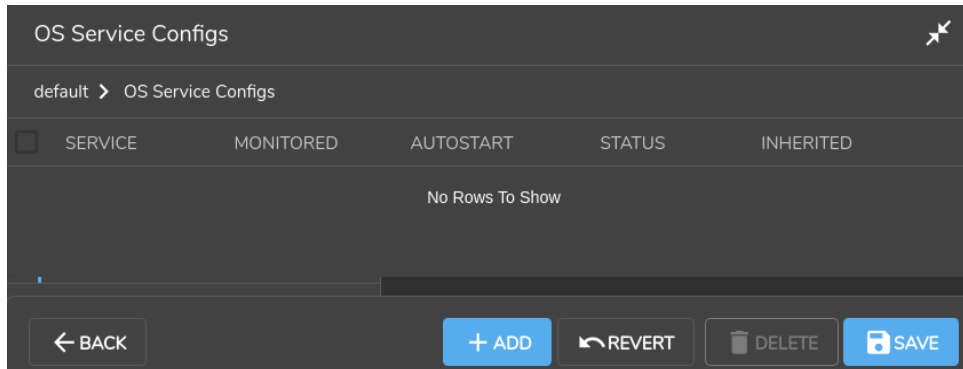 OS Service Configs
default > OS Service Configs
SERVICE MONITORED AUTOSTART STATUS INHERITED
No Rows To Show
BACK ADD REVERT DELETE SAVE